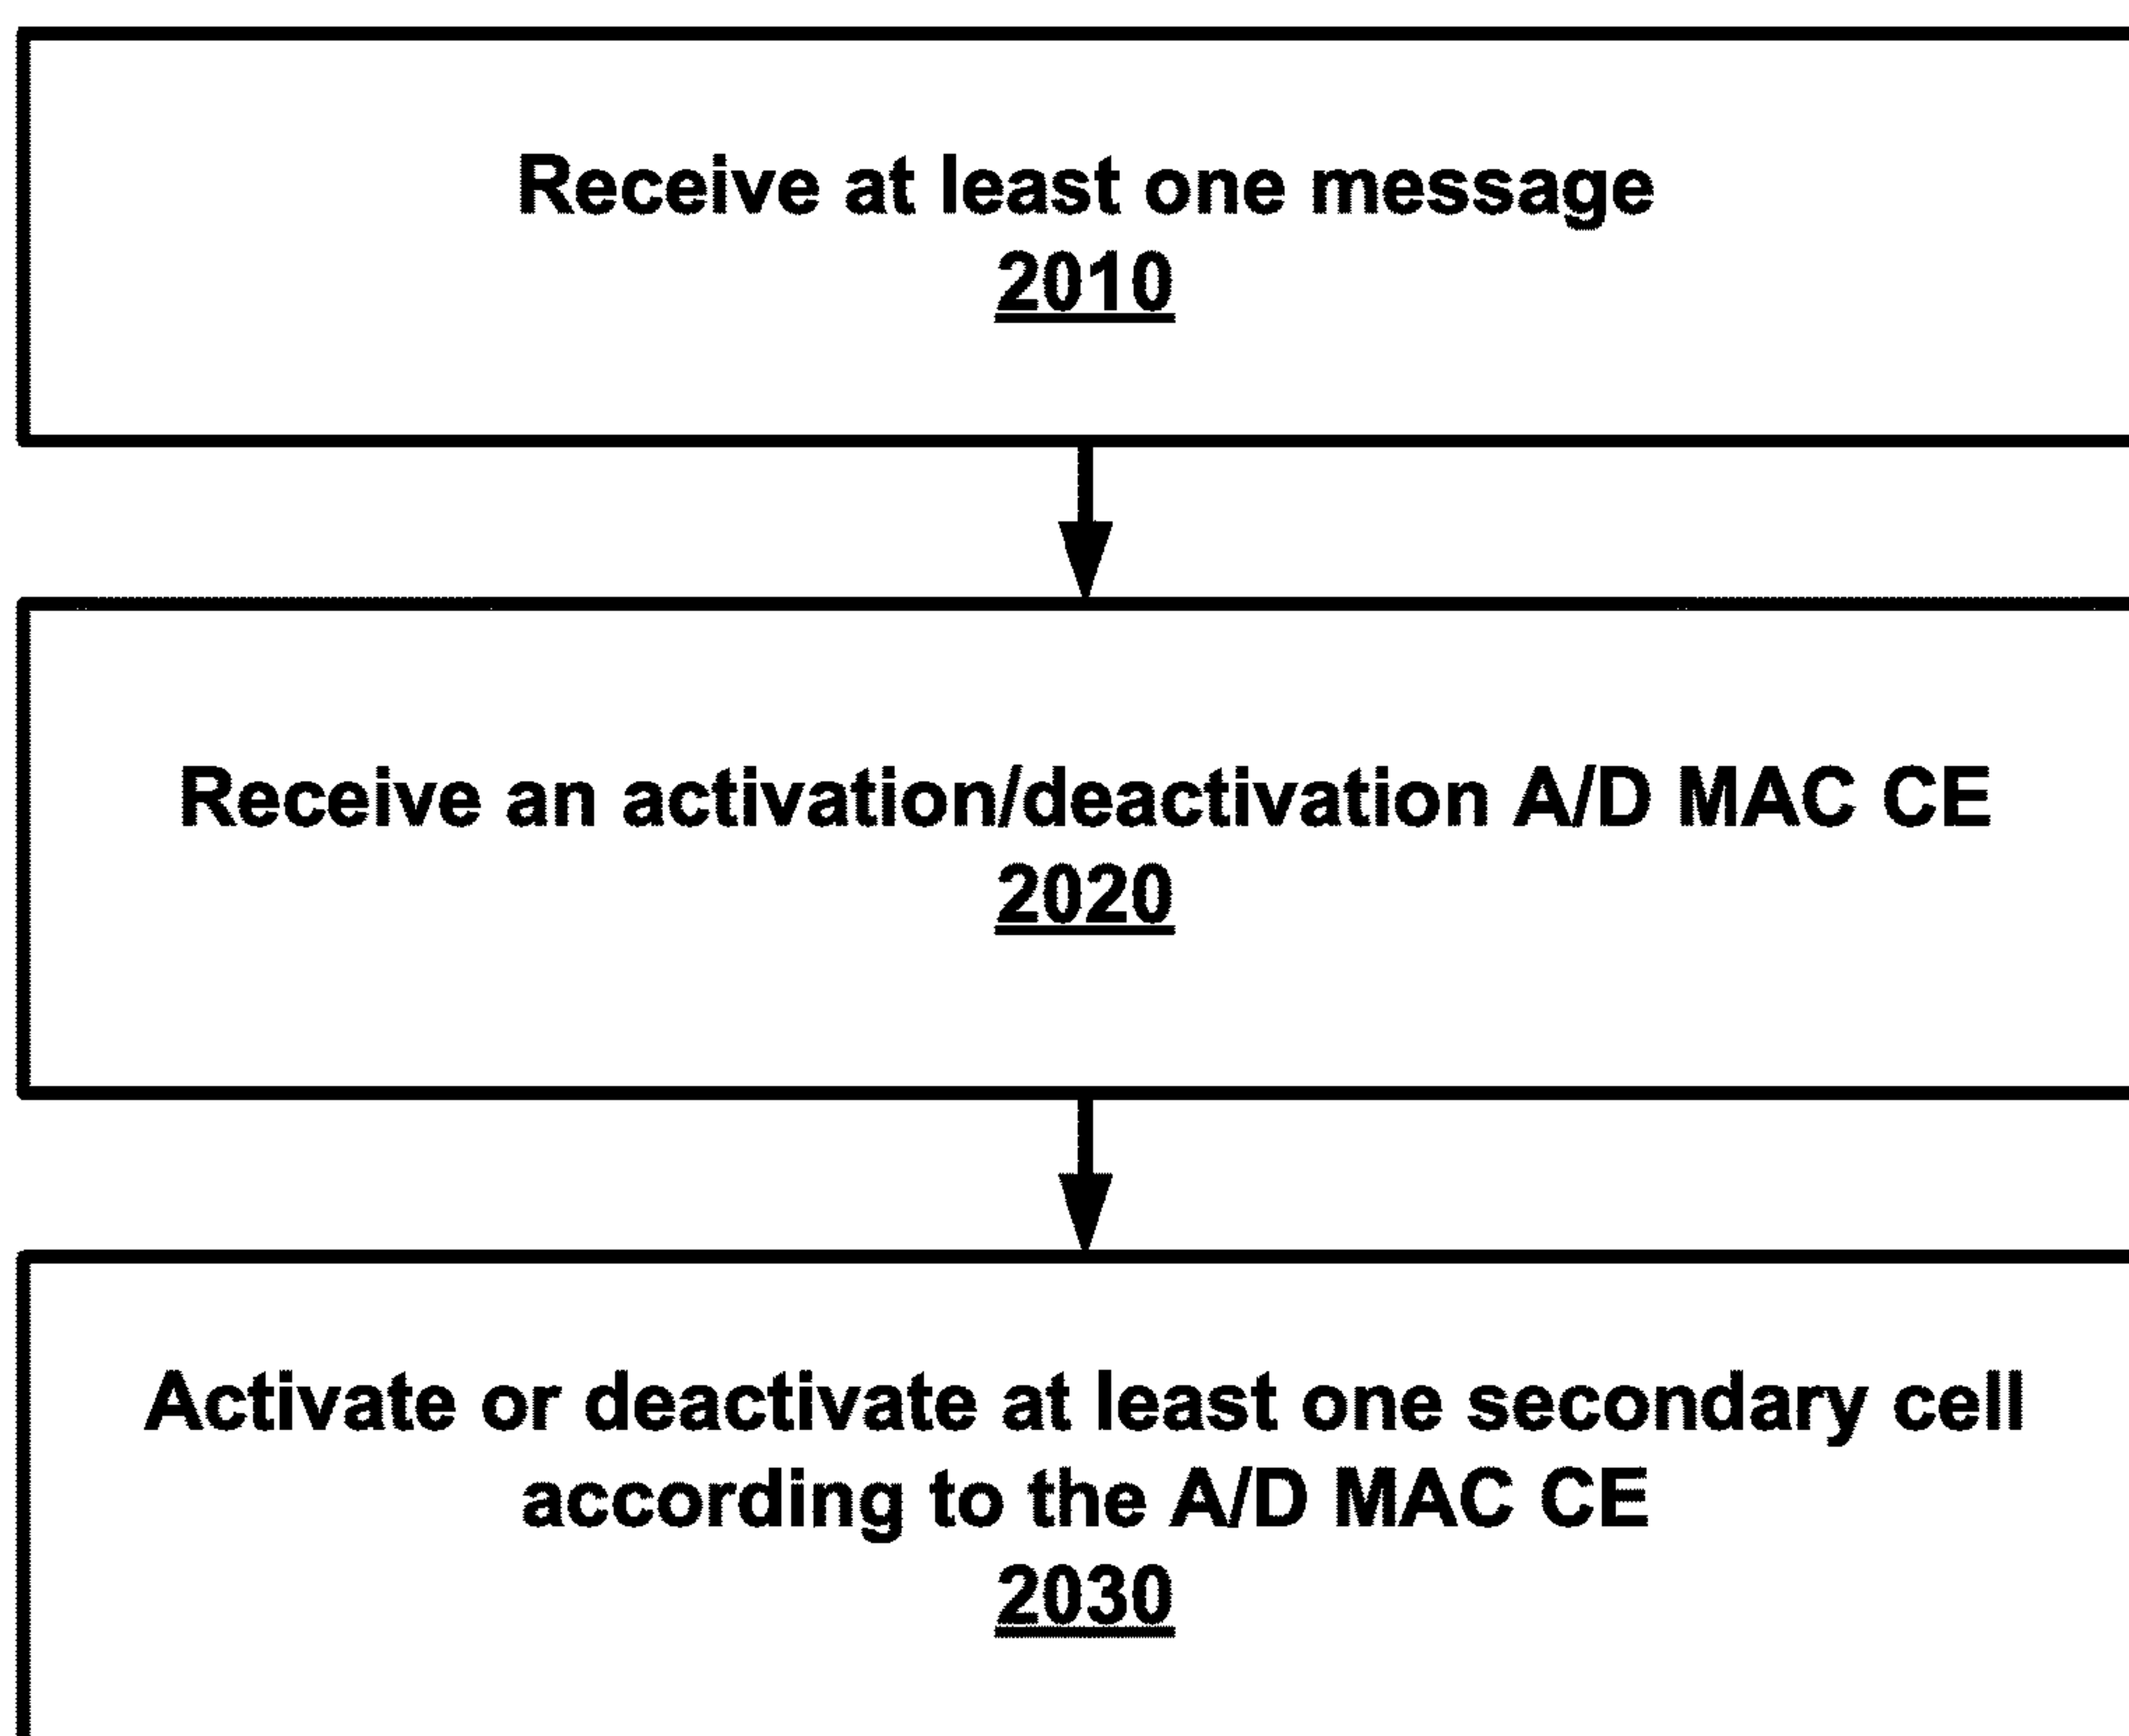 Receive at least one message
2010
Receive an activation/deactivation A/D MAC CE
2020
Activate or deactivate at least one secondary cell
according to the A/D MAC CE
2030